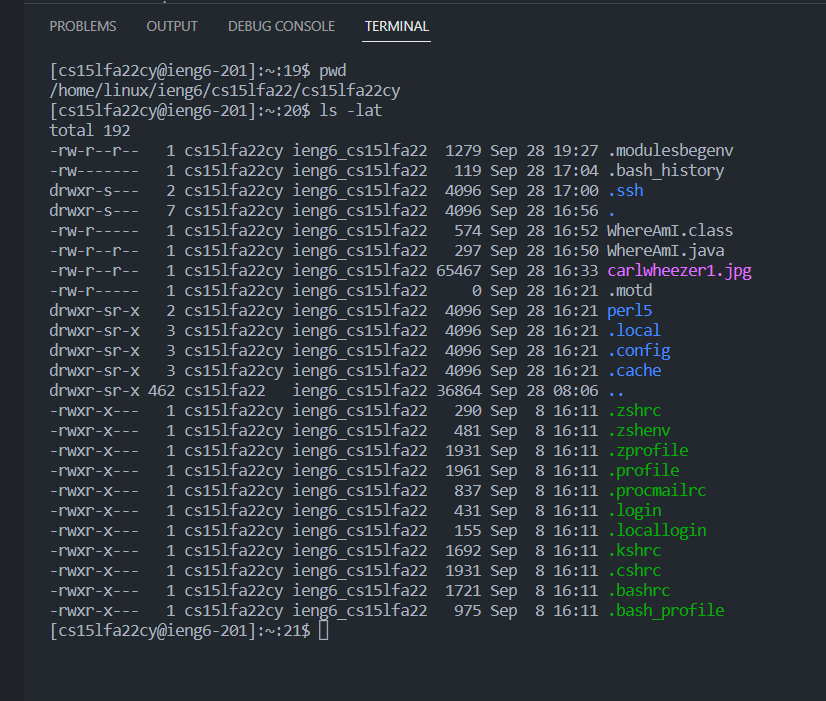 PROBLEMS OUTPUT DEBUG CONSOLE TERMINAL
[cs15lfa22cy@ieng6-201]:~:19$ pwd
/home/linux/ieng6/cs15lfa22/cs15lfa22cy
[cs15lfa22cy@ieng6-201]:~:20$ ls -lat
total 192
-rw-r--r--   1 cs15lfa22cy ieng6_cs15lfa22  1279 Sep 28 19:27 .modulesbegenv
-rw-------   1 cs15lfa22cy ieng6_cs15lfa22   119 Sep 28 17:04 .bash_history
drwxr-s---   2 cs15lfa22cy ieng6_cs15lfa22  4096 Sep 28 17:00 .ssh
drwxr-s---   7 cs15lfa22cy ieng6_cs15lfa22  4096 Sep 28 16:56 .
-rw-r-----   1 cs15lfa22cy ieng6_cs15lfa22   574 Sep 28 16:52 WhereAmI.class
-rw-r--r--   1 cs15lfa22cy ieng6_cs15lfa22   297 Sep 28 16:50 WhereAmI.java
-rw-r--r--   1 cs15lfa22cy ieng6_cs15lfa22 65467 Sep 28 16:33 carlwheezer1.jpg
-rw-r-----   1 cs15lfa22cy ieng6_cs15lfa22     0 Sep 28 16:21 .motd
drwxr-sr-x   2 cs15lfa22cy ieng6_cs15lfa22  4096 Sep 28 16:21 perl5
drwxr-sr-x   3 cs15lfa22cy ieng6_cs15lfa22  4096 Sep 28 16:21 .local
drwxr-sr-x   3 cs15lfa22cy ieng6_cs15lfa22  4096 Sep 28 16:21 .config
drwxr-sr-x   3 cs15lfa22cy ieng6_cs15lfa22  4096 Sep 28 16:21 .cache
drwxr-sr-x 462 cs15lfa22   ieng6_cs15lfa22 36864 Sep 28 08:06 ..
-rwxr-x---   1 cs15lfa22cy ieng6_cs15lfa22   290 Sep  8 16:11 .zshrc
-rwxr-x---   1 cs15lfa22cy ieng6_cs15lfa22   481 Sep  8 16:11 .zshenv
-rwxr-x---   1 cs15lfa22cy ieng6_cs15lfa22  1931 Sep  8 16:11 .zprofile
-rwxr-x---   1 cs15lfa22cy ieng6_cs15lfa22  1961 Sep  8 16:11 .profile
-rwxr-x---   1 cs15lfa22cy ieng6_cs15lfa22   837 Sep  8 16:11 .procmailrc
-rwxr-x---   1 cs15lfa22cy ieng6_cs15lfa22   431 Sep  8 16:11 .login
-rwxr-x---   1 cs15lfa22cy ieng6_cs15lfa22   155 Sep  8 16:11 .locallogin
-rwxr-x---   1 cs15lfa22cy ieng6_cs15lfa22  1692 Sep  8 16:11 .kshrc
-rwxr-x---   1 cs15lfa22cy ieng6_cs15lfa22  1931 Sep  8 16:11 .cshrc
-rwxr-x---   1 cs15lfa22cy ieng6_cs15lfa22  1721 Sep  8 16:11 .bashrc
-rwxr-x---   1 cs15lfa22cy ieng6_cs15lfa22   975 Sep  8 16:11 .bash_profile
[cs15lfa22cy@ieng6-201]:~:21$